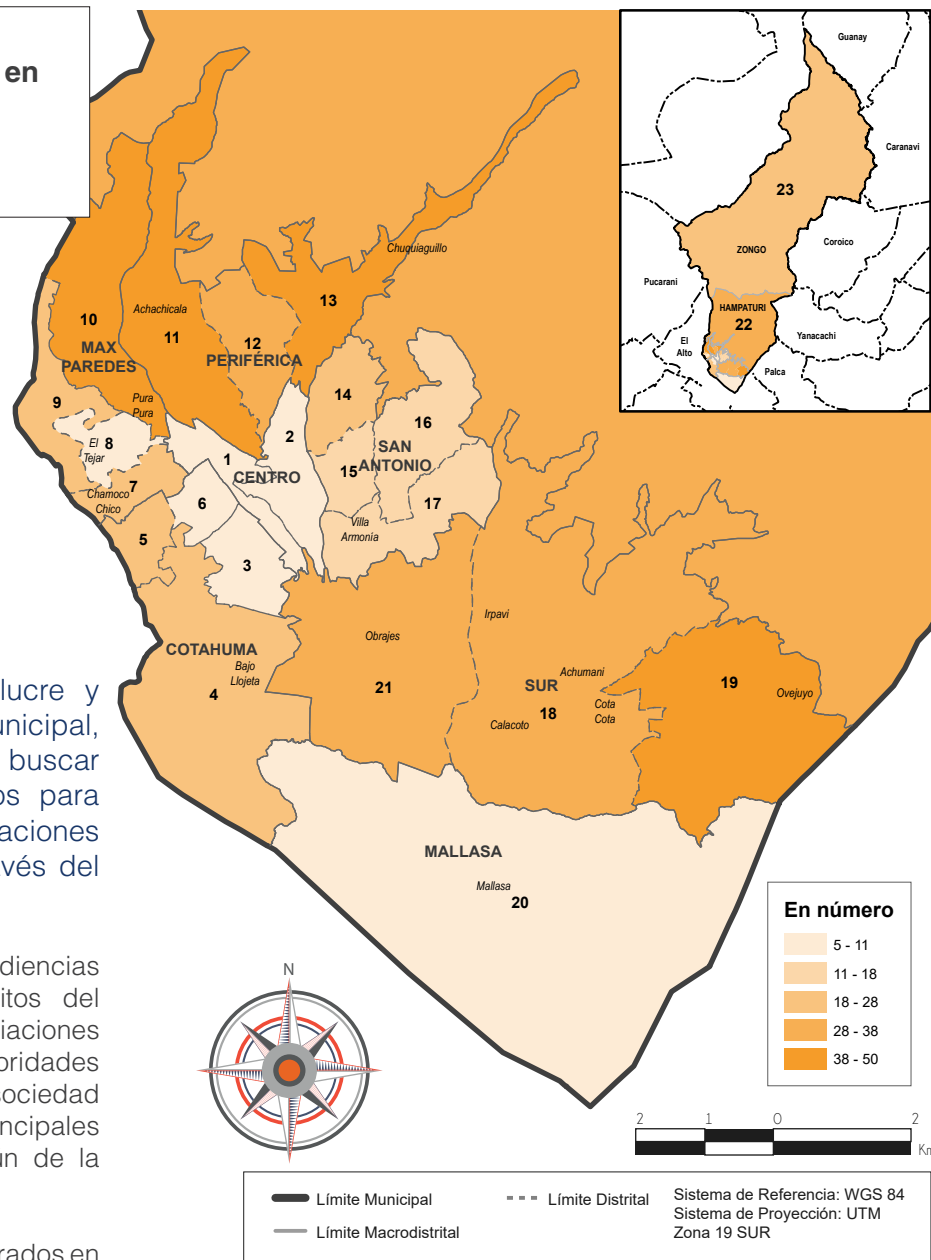 en
Guanay
Caranavi
23
ZONGO
Coroico
Pucarani
HAMPATURI
22
El
Alto
Yanacachi
Palca
Chuquiaguillo
13
Achachicala
10
11
12
MAX
PAREDES
PERIFÉRICA
Pura
Pura
9
14
2
16
8
El
Tejar
1
SAN
ANTONIO
CENTRO
15
7
Chamoco
Chico
6
17
Villa
Armonia
5
3
Irpavi
Obrajes
COTAHUMA
Bajo
Llojeta
4
21
Achumani
SUR
18
Calacoto
Cota
Cota
19
Ovejuyo
MALLASA
Mallasa
20
lucre y
unicipal,
buscar
os para
aciones
avés del
diencias
itos del
iaciones
oridades
sociedad
ncipales
ún de la
rados en
En número
5 - 11
11 - 18
18 - 28
28 - 38
38 - 50
N
2 1 0 2
Km
Límite Municipal
Límite Distrital
Límite Macrodistrital
Sistema de Referencia: WGS 84
Sistema de Proyección: UTM
Zona 19 SUR